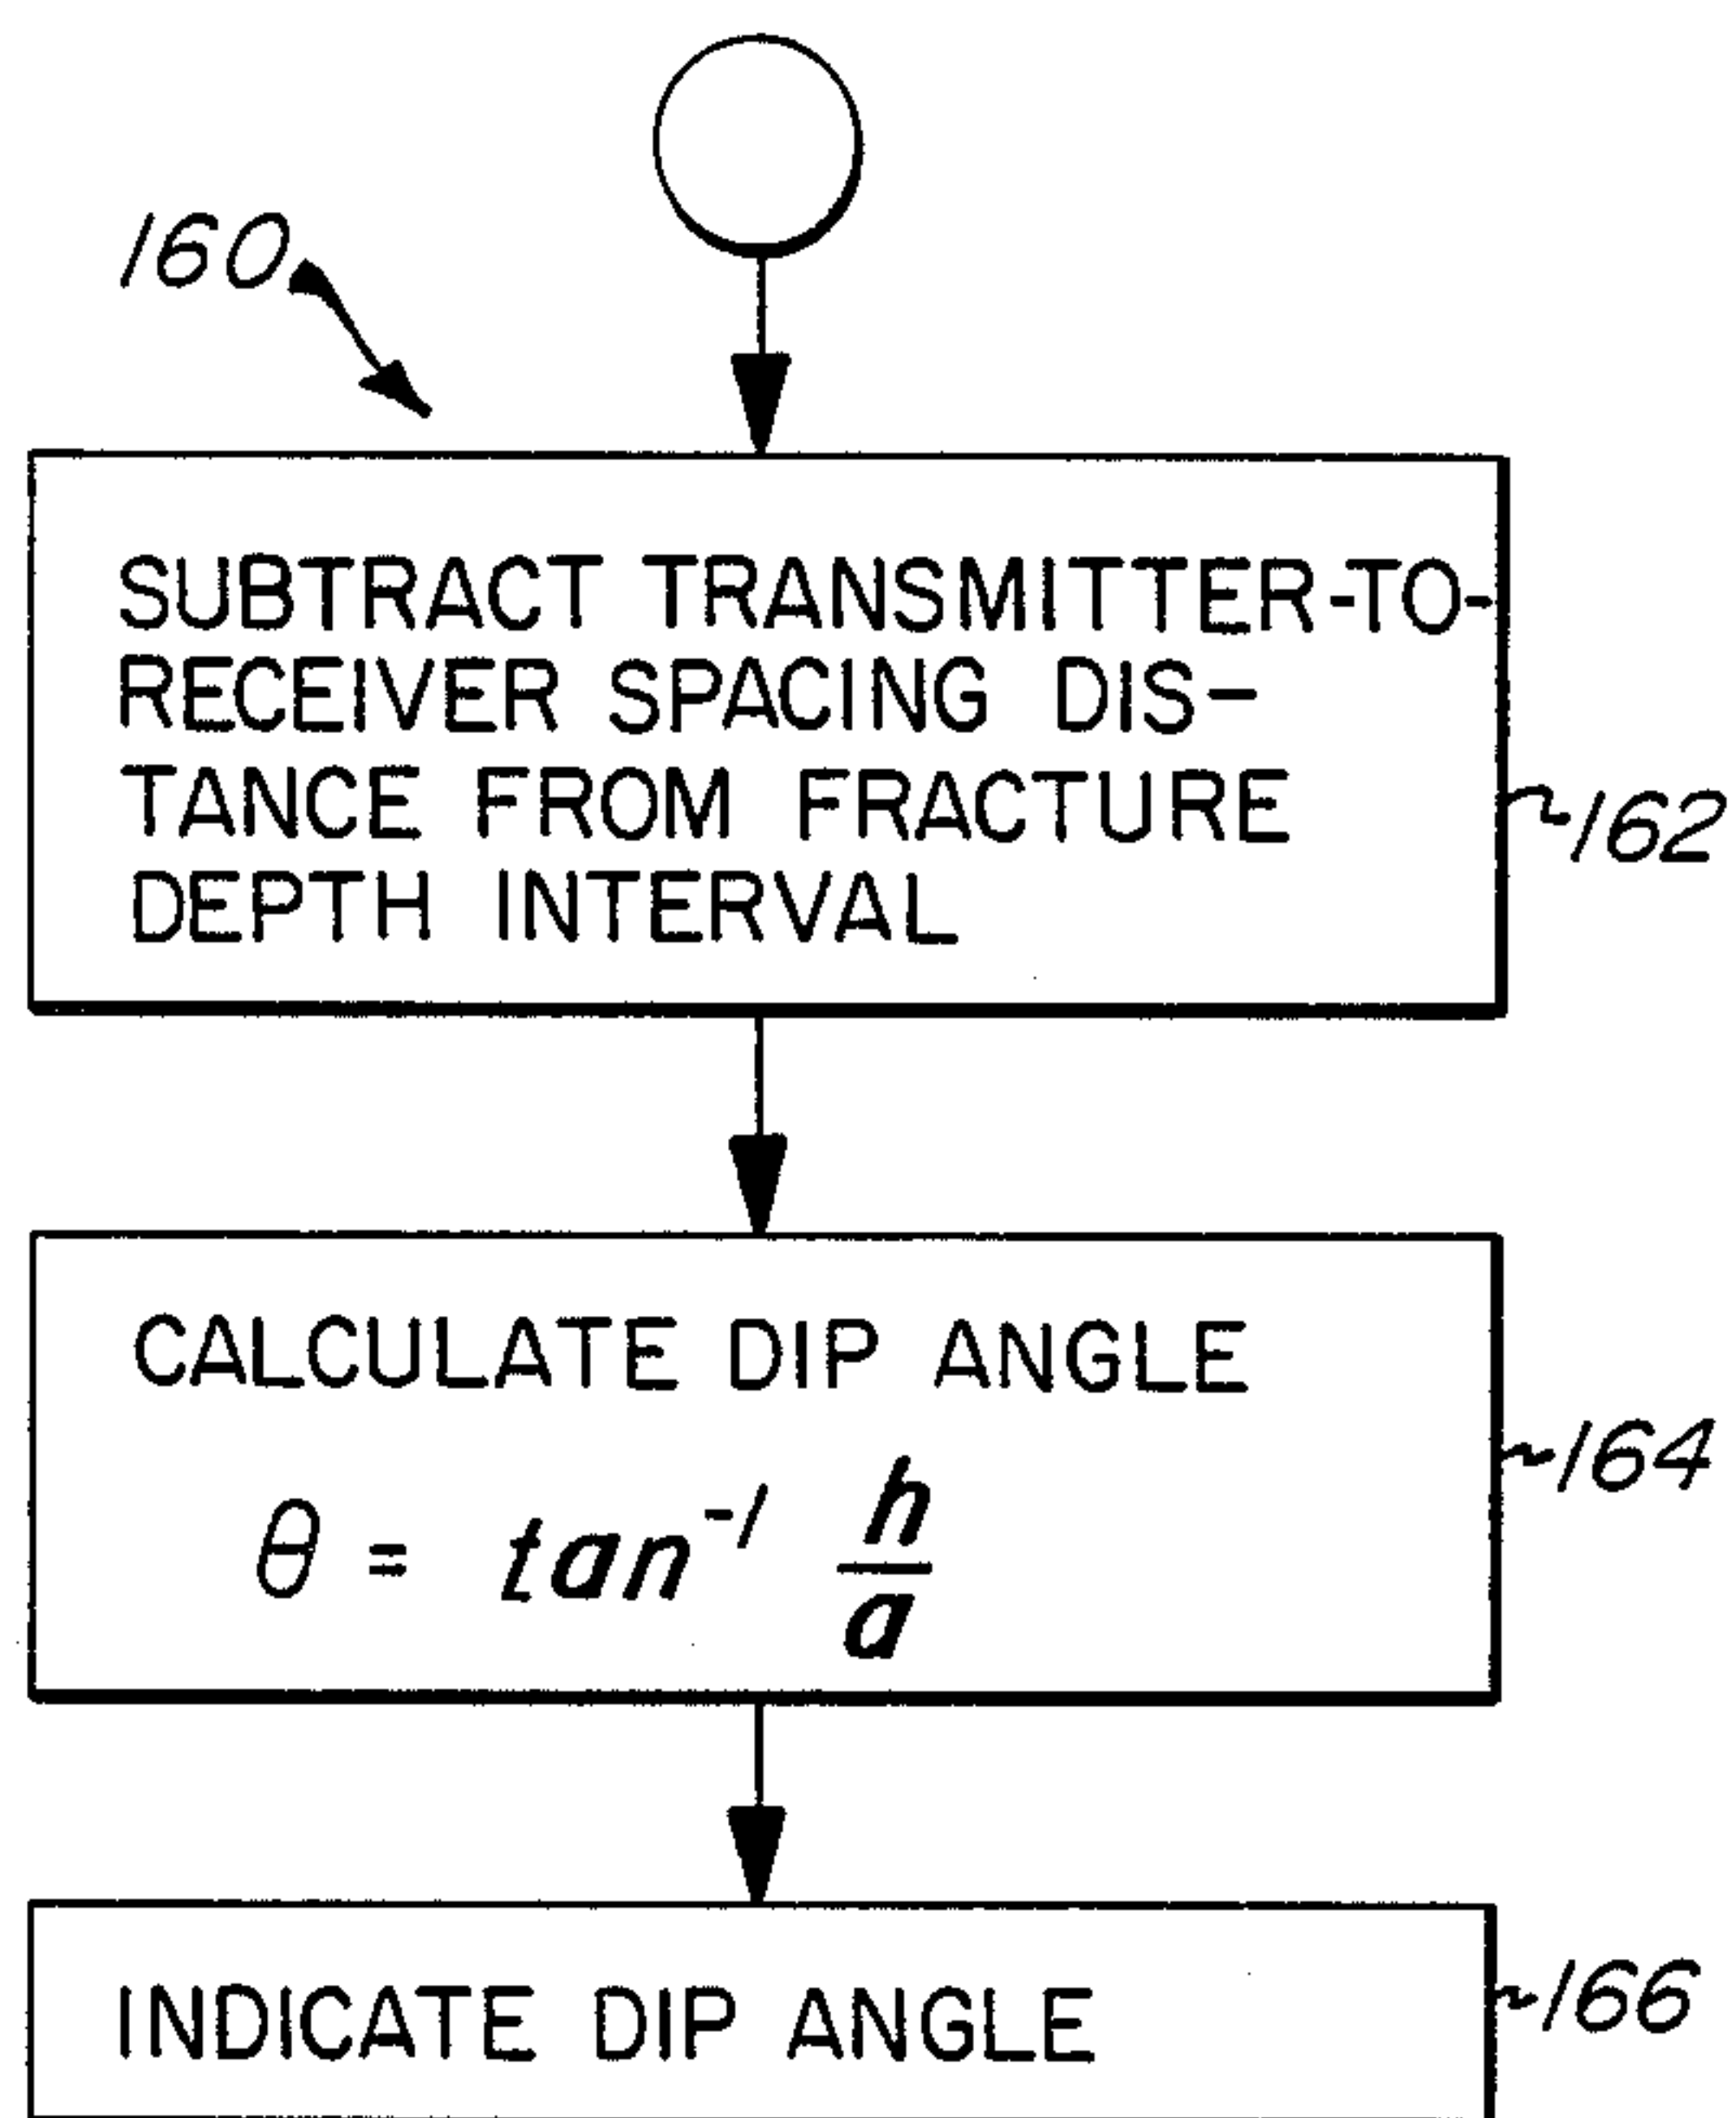 160
SUBTRACT TRANSMITTER-TO-
RECEIVER SPACING DIS-
TANCE FROM FRACTURE
DEPTH INTERVAL
162
CALCULATE DIP ANGLE
θ = tan⁻¹ h/a
164
INDICATE DIP ANGLE
166